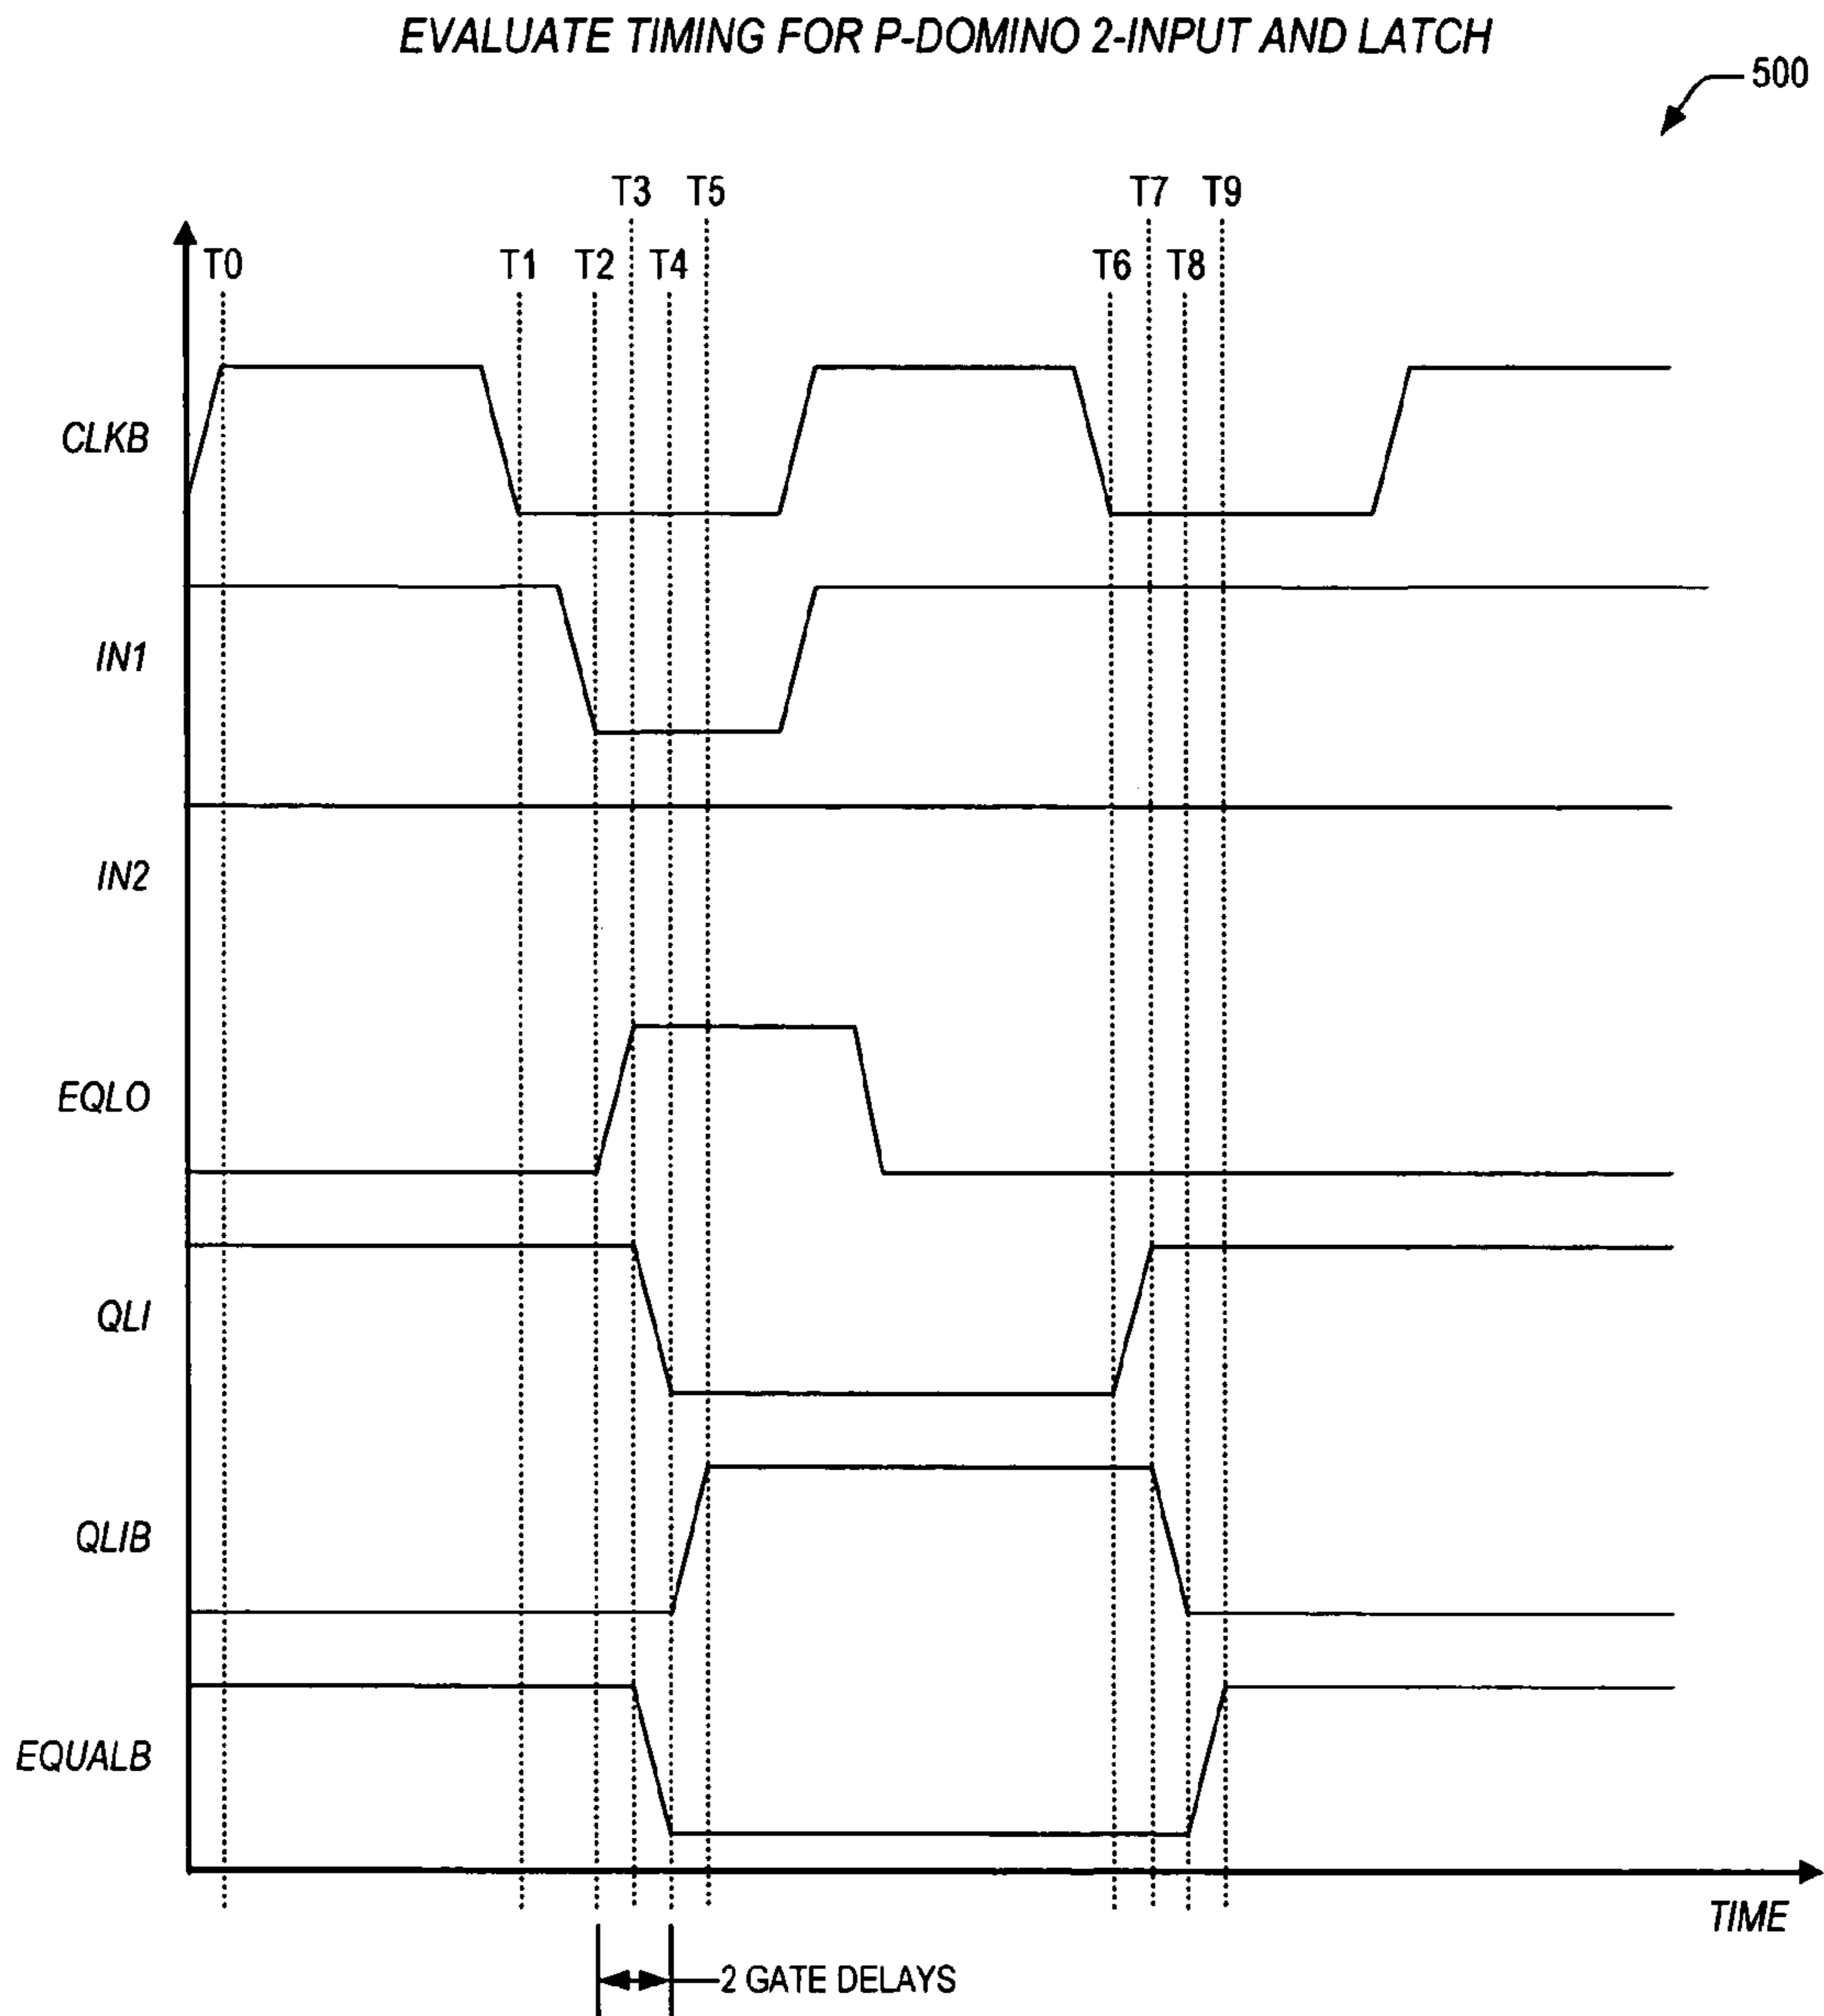 EVALUATE TIMING FOR P-DOMINO 2-INPUT AND LATCH
500
T3 T5 T7 T9
T0 T1 T2 T4 T6 T8
CLKB
IN1
IN2
EQLO
QLI
QLIB
EQUALB
TIME
2 GATE DELAYS